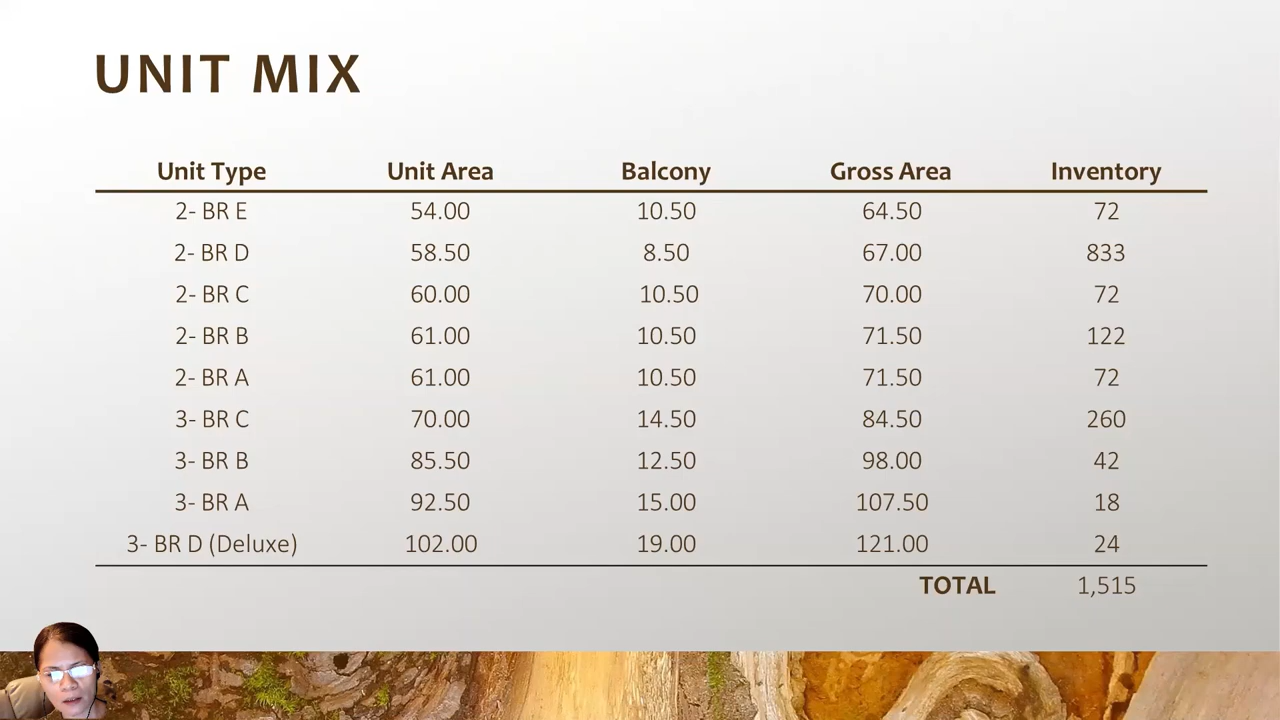 UNIT MIX
Unit Type Unit Area Balcony Gross Area Inventory
2- BR E 54.00 10.50 64.50 72
2- BR D 58.50 8.50 67.00 833
2- BR C 60.00 10.50 70.00 72
2- BR B 61.00 10.50 71.50 122
2- BR A 61.00 10.50 71.50 72
3- BR C 70.00 14.50 84.50 260
3- BR B 85.50 12.50 98.00 42
3- BR A 92.50 15.00 107.50 18
3- BR D (Deluxe) 102.00 19.00 121.00 24
TOTAL 1,515